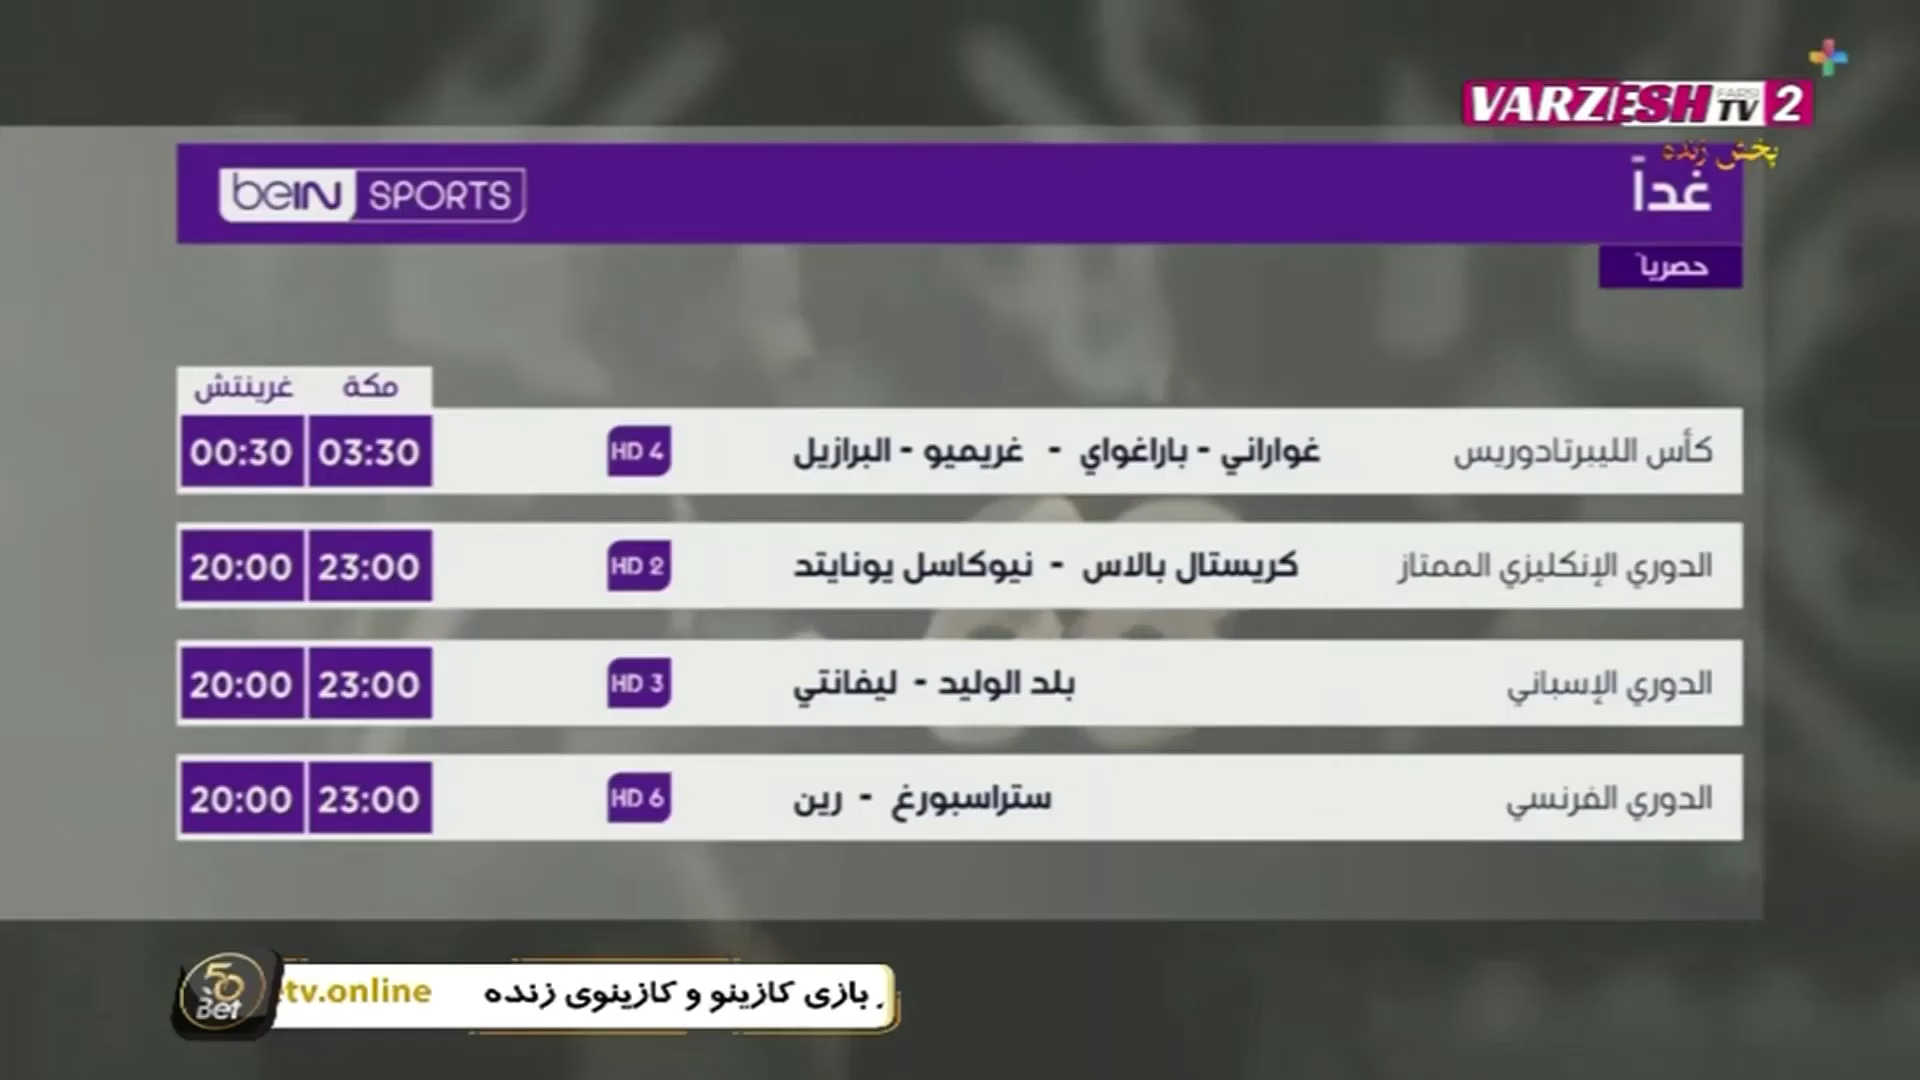 VARZESH FARSI TV 2
پخش زنده
beIN SPORTS
غداً
حصرياً
مكة غرينتش
كأس الليبرتادوريس غواراني - باراغواي - غريميو - البرازيل HD 4 03:30 00:30
الدوري الإنكليزي الممتاز كريستال بالاس - نيوكاسل يونايتد HD 2 23:00 20:00
الدوري الإسباني بلد الوليد - ليفانتي HD 3 23:00 20:00
الدوري الفرنسي ستراسبورغ - رين HD 6 23:00 20:00
50 Bet
بازی کازینو و کازینوی زنده tv.online